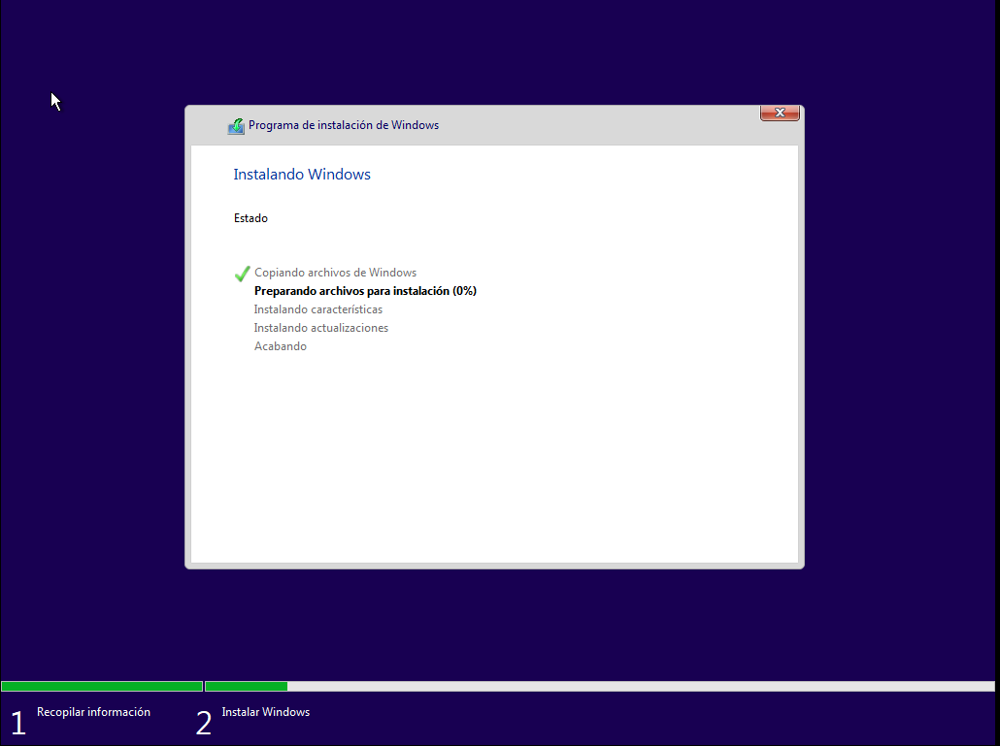 Programa de instalación de Windows
Instalando Windows
Estado
Copiando archivos de Windows
Preparando archivos para instalación (0%)
Instalando características
Instalando actualizaciones
Acabando
1 Recopilar información 2 Instalar Windows